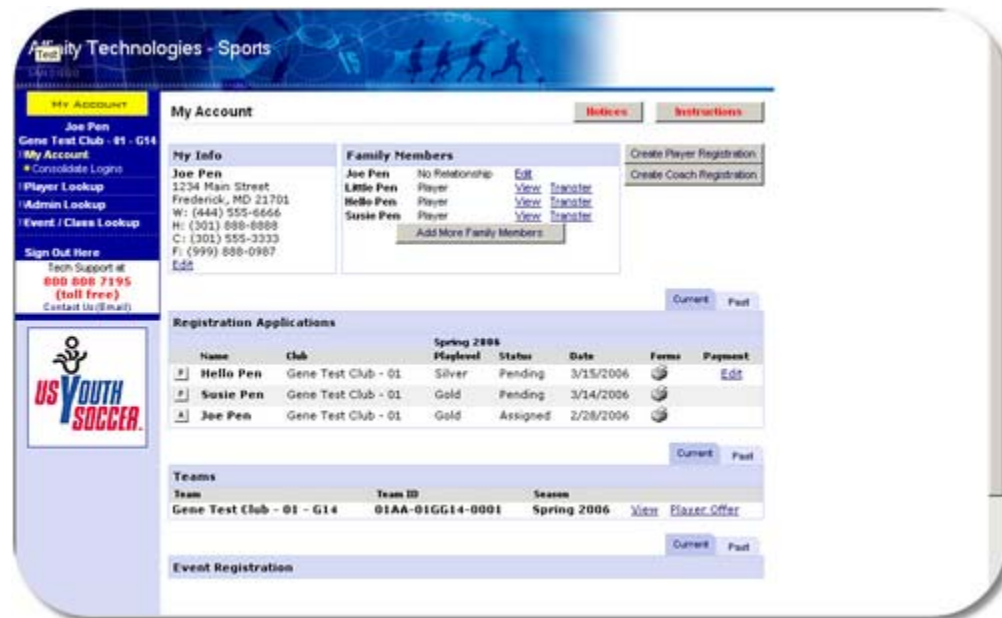 Affinity Technologies - Sports
Test
MY ACCOUNT
Joe Pen
Gene Test Club - 01 - G14
My Account
Consolidate Logins
Player Lookup
Admin Lookup
Event / Class Lookup
Sign Out Here
Tech Support at
800 808 7195
(toll free)
Contact Us (Email)
US YOUTH SOCCER
My Account
Notices
Instructions
My Info
Joe Pen
1234 Main Street
Frederick, MD 21701
W: (444) 555-6666
H: (301) 888-8888
C: (301) 555-3333
F: (999) 888-0987
Edit
Family Members
Joe Pen No Relationship Edit
Little Pen Player View Transfer
Hello Pen Player View Transfer
Susie Pen Player View Transfer
Add More Family Members
Create Player Registration
Create Coach Registration
Current Past
Registration Applications
Spring 2006
Name Club Playlevel Status Date Forms Payment
P Hello Pen Gene Test Club - 01 Silver Pending 3/15/2006 Edit
P Susie Pen Gene Test Club - 01 Gold Pending 3/14/2006
A Joe Pen Gene Test Club - 01 Gold Assigned 2/28/2006
Current Past
Teams
Team Team ID Season
Gene Test Club - 01 - G14 01AA-01GG14-0001 Spring 2006 View Player Offer
Current Past
Event Registration